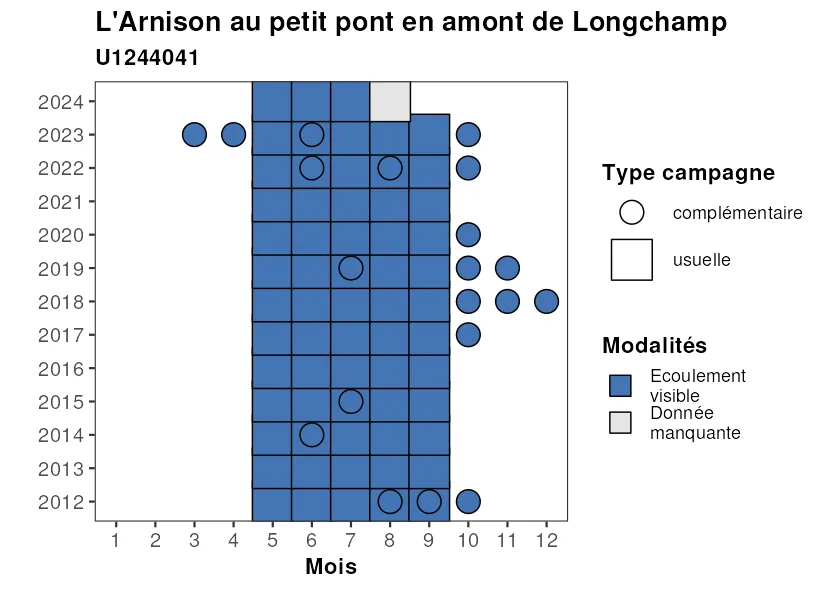 L'Arnison au petit pont en amont de Longchamp
U1244041
2024
2023
2022
2021
2020
2019
2018
2017
2016
2015
2014
2013
2012
1 2 3 4 5 6 7 8 9 10 11 12
Mois
Type campagne
complémentaire
usuelle
Modalités
Ecoulement
visible
Donnée
manquante